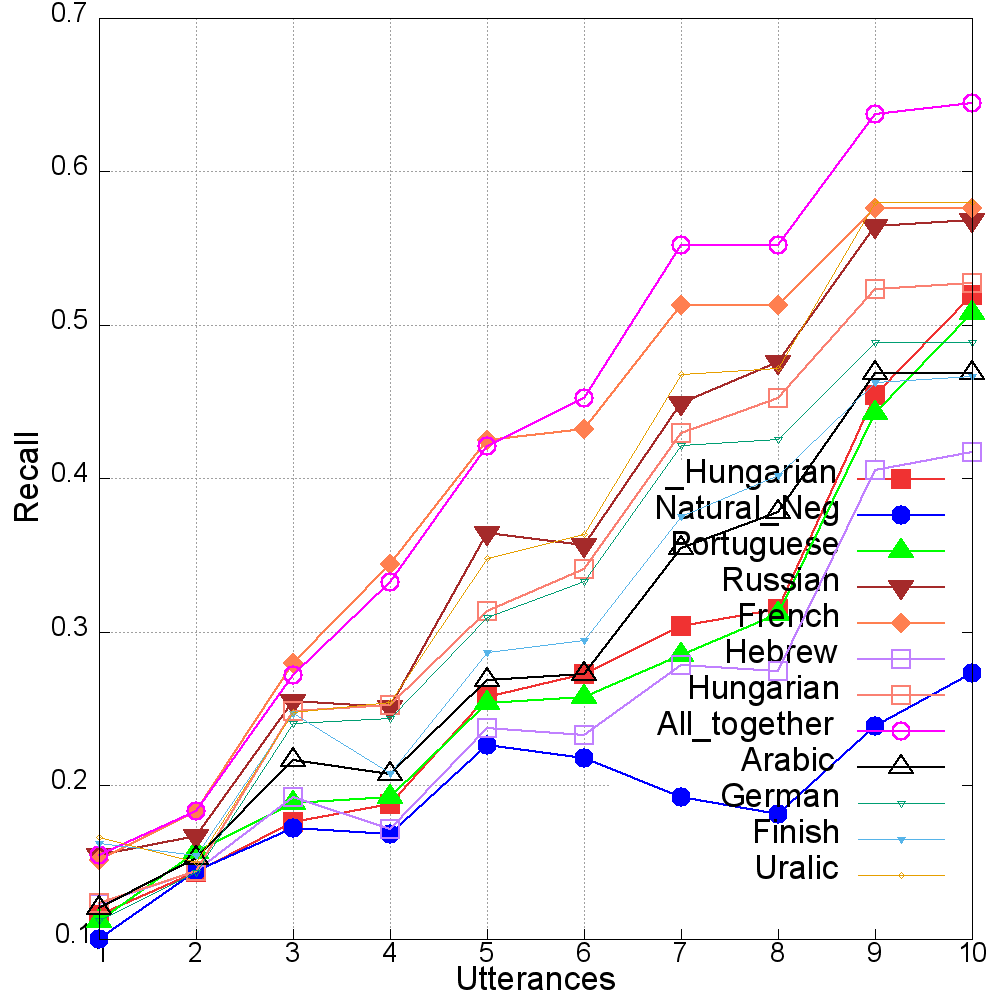 0.7
0.6
0.5
0.4
0.3
0.2
0.1
Recall
_Hungarian
Natural_Neg
Portuguese
Russian
French
Hebrew
Hungarian
All_together
Arabic
German
Finish
Uralic
1 2 3 4 5 6 7 8 9 10
Utterances